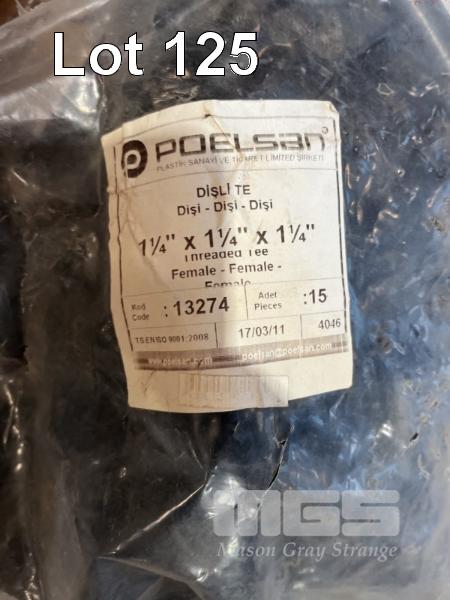 Lot 125
POELSAN®
PLASTİK SANAYİ VE TİCARET LİMİTED ŞİRKETİ
DİŞLİ TE
Dişi - Dişi - Dişi
1¼" x 1¼" x 1¼"
Threaded Tee
Female - Female -
Female
Kod Code : 13274 Adet Pieces : 15
TS EN ISO 9001:2008 17/03/11 4046
www.poelsan.com poelsan@poelsan.com
MGS
Mason Gray Strange